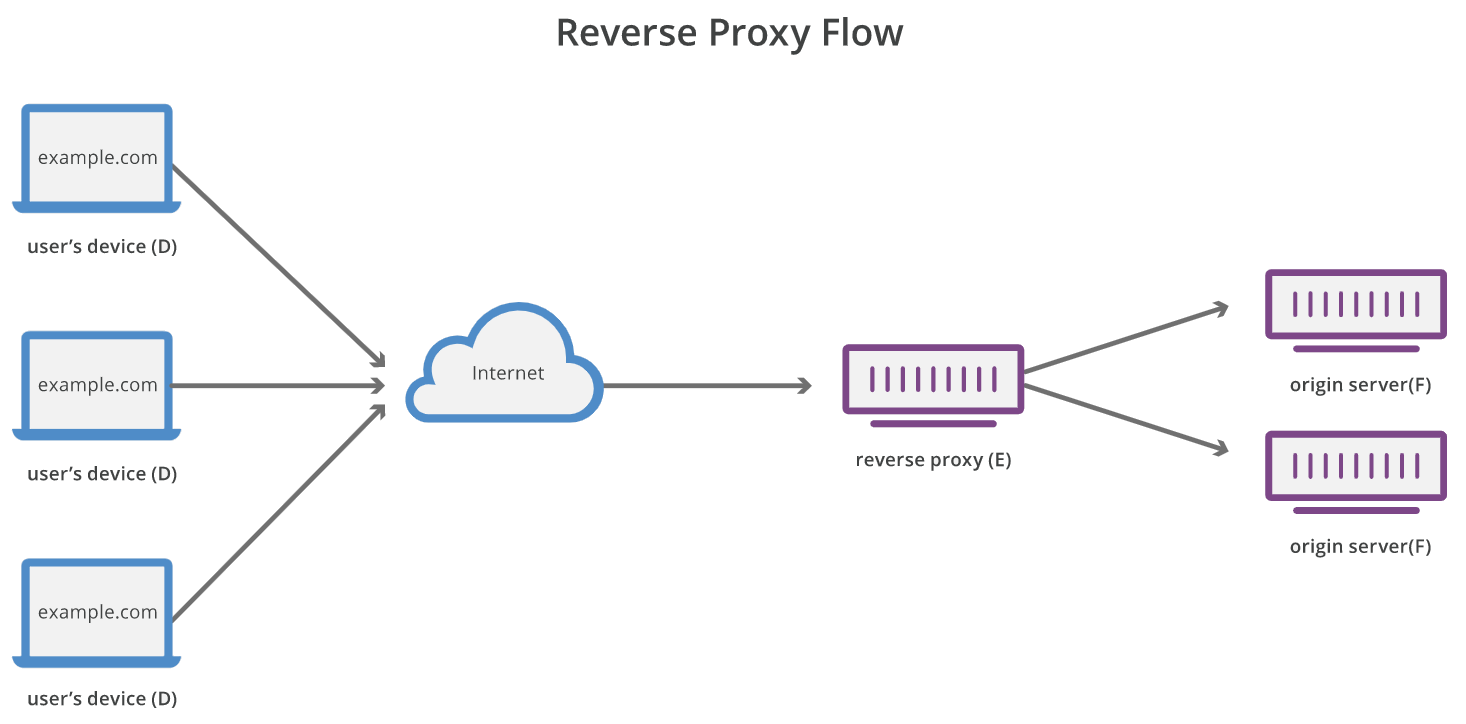 Reverse Proxy Flow
example.com
user’s device (D)
example.com
user’s device (D)
example.com
user’s device (D)
Internet
reverse proxy (E)
origin server(F)
origin server(F)